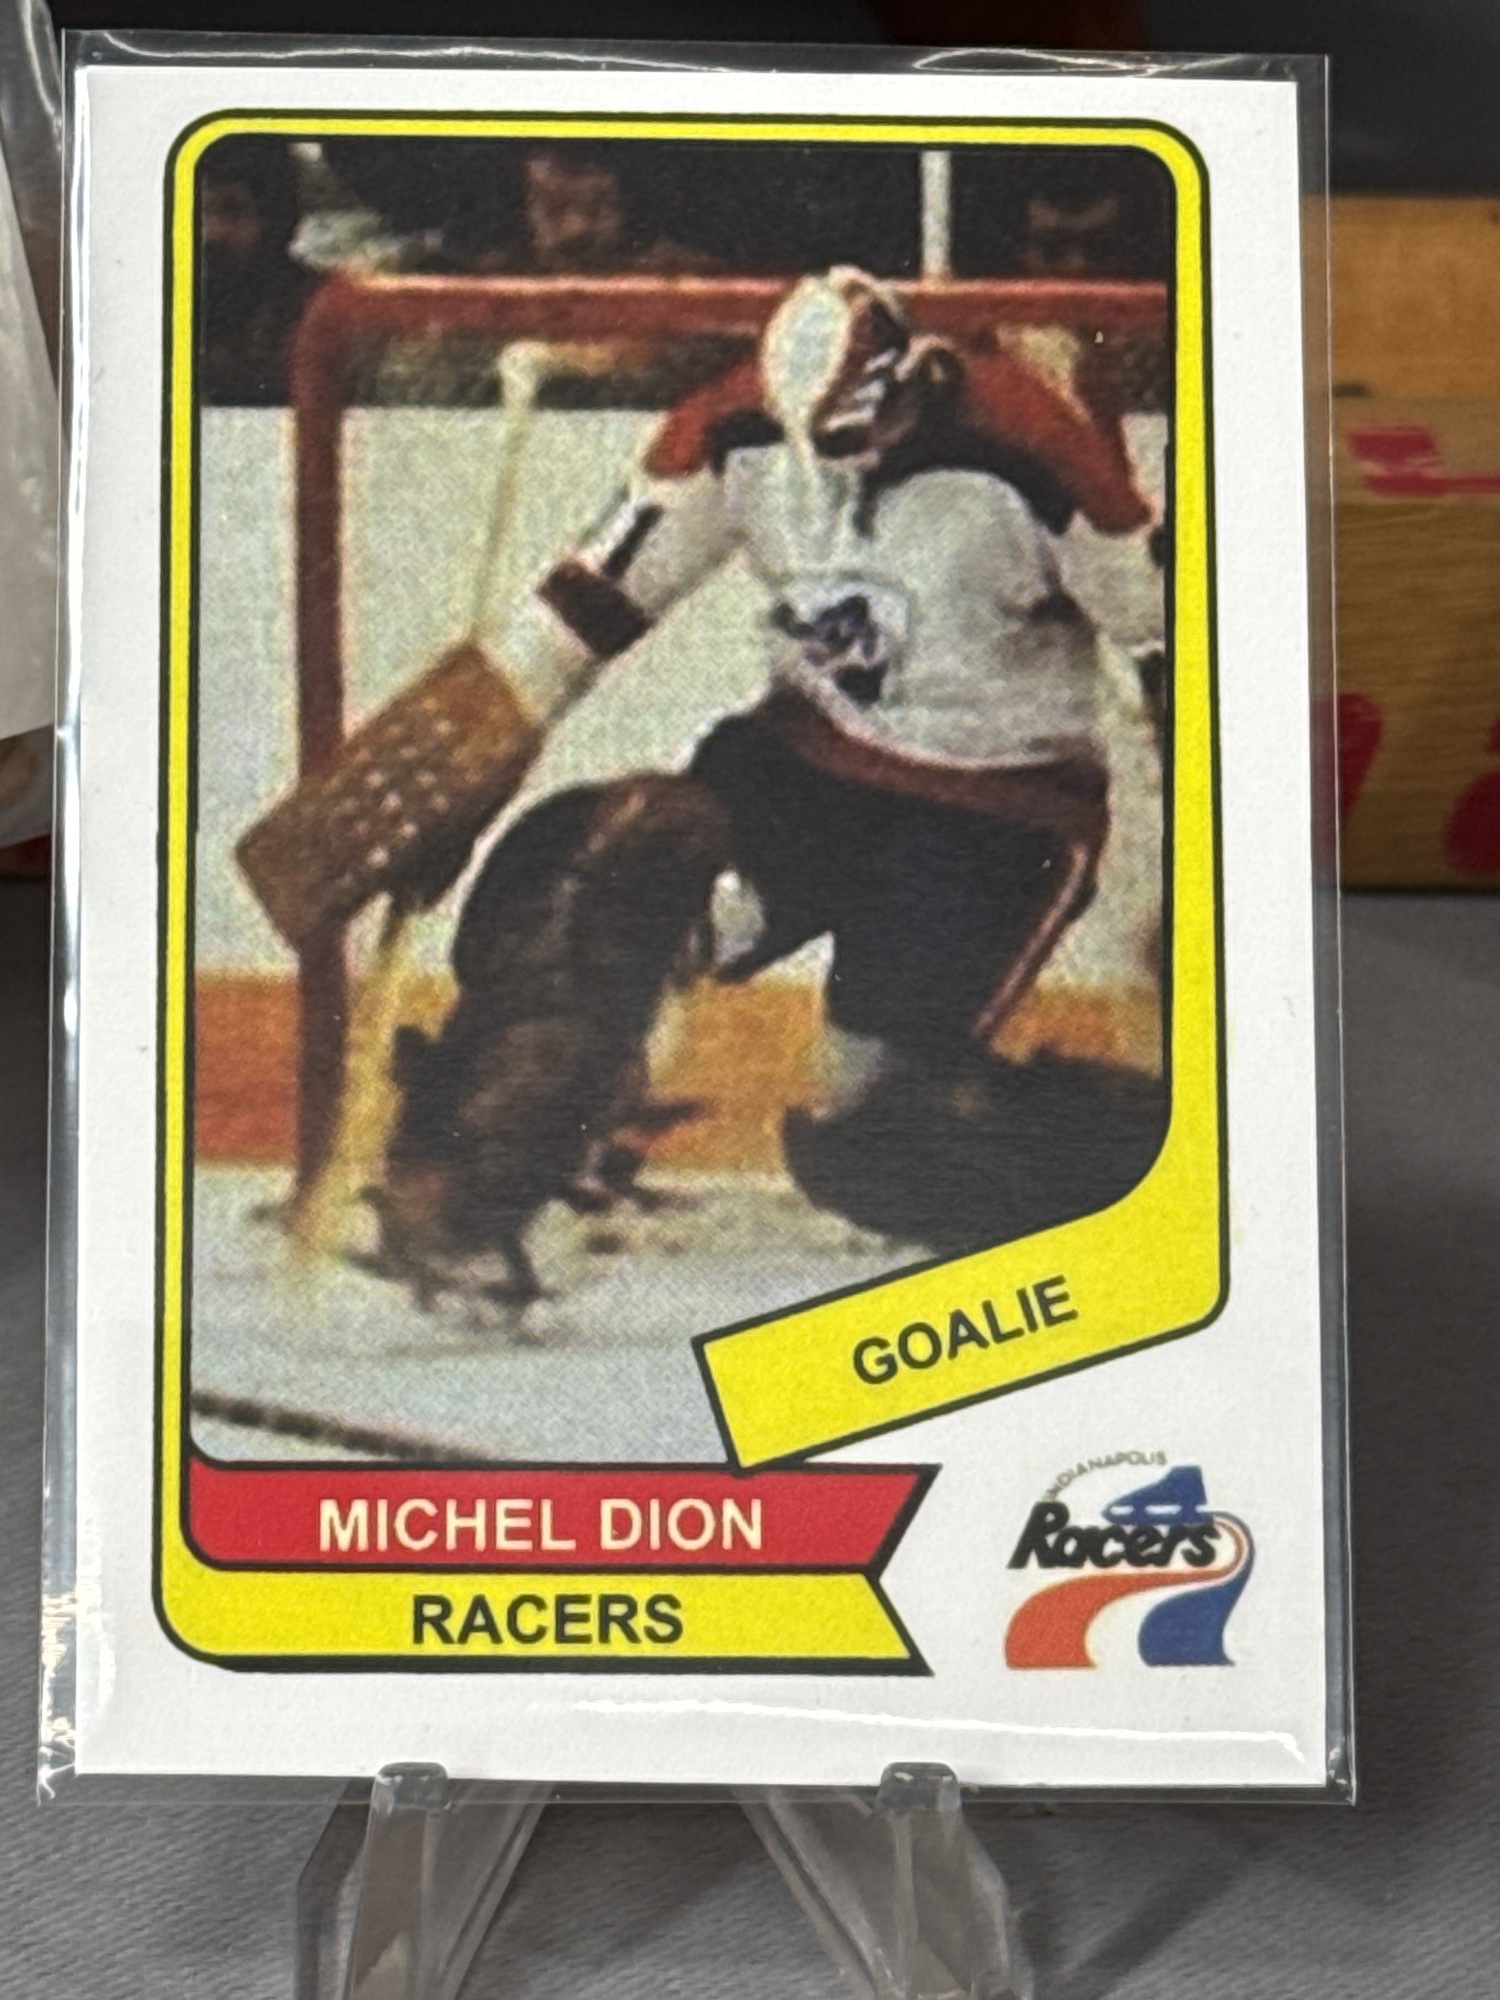 GOALIE
MICHEL DION
RACERS
INDIANAPOLIS
Racers